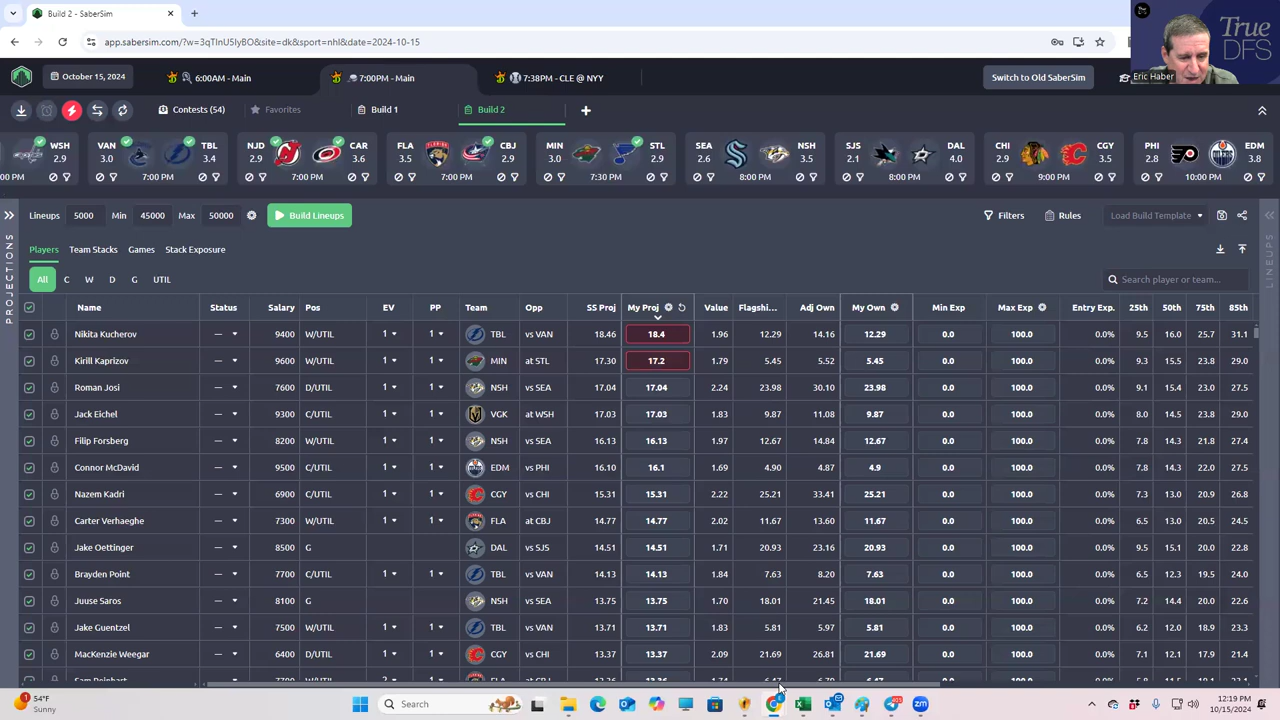 Build 2 - SaberSim
app.sabersim.com/?w=3qTlnU5lyBO&site=dk&sport=nhl&date=2024-10-15
True
DFS
Eric Haber
October 15, 2024
6:00AM - Main
7:00PM - Main
7:38PM - CLE @ NYY
Switch to Old SaberSim
Contests (54)
Favorites
Build 1
Build 2
WSH VAN TBL NJD CAR FLA CBJ MIN STL SEA NSH SJS DAL CHI CGY PHI EDM
2.9 3.0 3.4 2.9 3.6 3.5 2.9 3.0 2.9 2.6 3.5 2.1 4.0 2.9 3.5 2.8 3.8
:00 PM 7:00 PM 7:00 PM 7:00 PM 7:30 PM 8:00 PM 8:00 PM 9:00 PM 10:00 PM
Lineups 5000 Min 45000 Max 50000 Build Lineups Filters Rules Load Build Template
PROJECTIONS
LINEUPS
Players Team Stacks Games Stack Exposure
All C W D G UTIL Search player or team...
Name Status Salary Pos EV PP Team Opp SS Proj My Proj Value Flagshi... Adj Own My Own Min Exp Max Exp Entry Exp. 25th 50th 75th 85th
Nikita Kucherov — 9400 W/UTIL 1 1 TBL vs VAN 18.46 18.4 1.96 12.29 14.16 12.29 0.0 100.0 0.0% 9.5 16.0 25.7 31.1
Kirill Kaprizov — 9600 W/UTIL 1 1 MIN at STL 17.30 17.2 1.79 5.45 5.52 5.45 0.0 100.0 0.0% 9.3 15.5 23.8 29.0
Roman Josi — 7600 D/UTIL 1 1 NSH vs SEA 17.04 17.04 2.24 23.98 30.10 23.98 0.0 100.0 0.0% 9.1 15.4 23.0 27.5
Jack Eichel — 9300 C/UTIL 1 1 VGK at WSH 17.03 17.03 1.83 9.87 11.08 9.87 0.0 100.0 0.0% 8.0 14.5 23.8 29.0
Filip Forsberg — 8200 W/UTIL 1 1 NSH vs SEA 16.13 16.13 1.97 12.67 14.84 12.67 0.0 100.0 0.0% 7.8 14.3 21.8 27.4
Connor McDavid — 9500 C/UTIL 1 1 EDM vs PHI 16.10 16.1 1.69 4.90 4.87 4.9 0.0 100.0 0.0% 7.8 14.3 22.0 27.5
Nazem Kadri — 6900 C/UTIL 1 1 CGY vs CHI 15.31 15.31 2.22 25.21 33.41 25.21 0.0 100.0 0.0% 7.3 13.0 20.9 26.8
Carter Verhaeghe — 7300 W/UTIL 1 1 FLA at CBJ 14.77 14.77 2.02 11.67 13.60 11.67 0.0 100.0 0.0% 6.5 13.0 20.5 24.5
Jake Oettinger — 8500 G DAL vs SJS 14.51 14.51 1.71 20.93 23.16 20.93 0.0 100.0 0.0% 9.5 15.1 20.0 22.8
Brayden Point — 7700 C/UTIL 1 1 TBL vs VAN 14.13 14.13 1.84 7.63 8.20 7.63 0.0 100.0 0.0% 6.5 12.3 19.5 24.0
Juuse Saros — 8100 G NSH vs SEA 13.75 13.75 1.70 18.01 21.45 18.01 0.0 100.0 0.0% 7.2 14.4 20.0 22.6
Jake Guentzel — 7500 W/UTIL 1 1 TBL vs VAN 13.71 13.71 1.83 5.81 5.97 5.81 0.0 100.0 0.0% 6.2 12.0 18.9 23.3
MacKenzie Weegar — 6400 D/UTIL 1 1 CGY vs CHI 13.37 13.37 2.09 21.69 26.81 21.69 0.0 100.0 0.0% 7.1 12.1 17.9 21.4
54°F
Sunny
Search
12:19 PM
10/15/2024